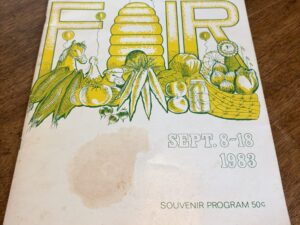 FAIR
SEPT. 8-18
1983
SOUVENIR PROGRAM 50¢